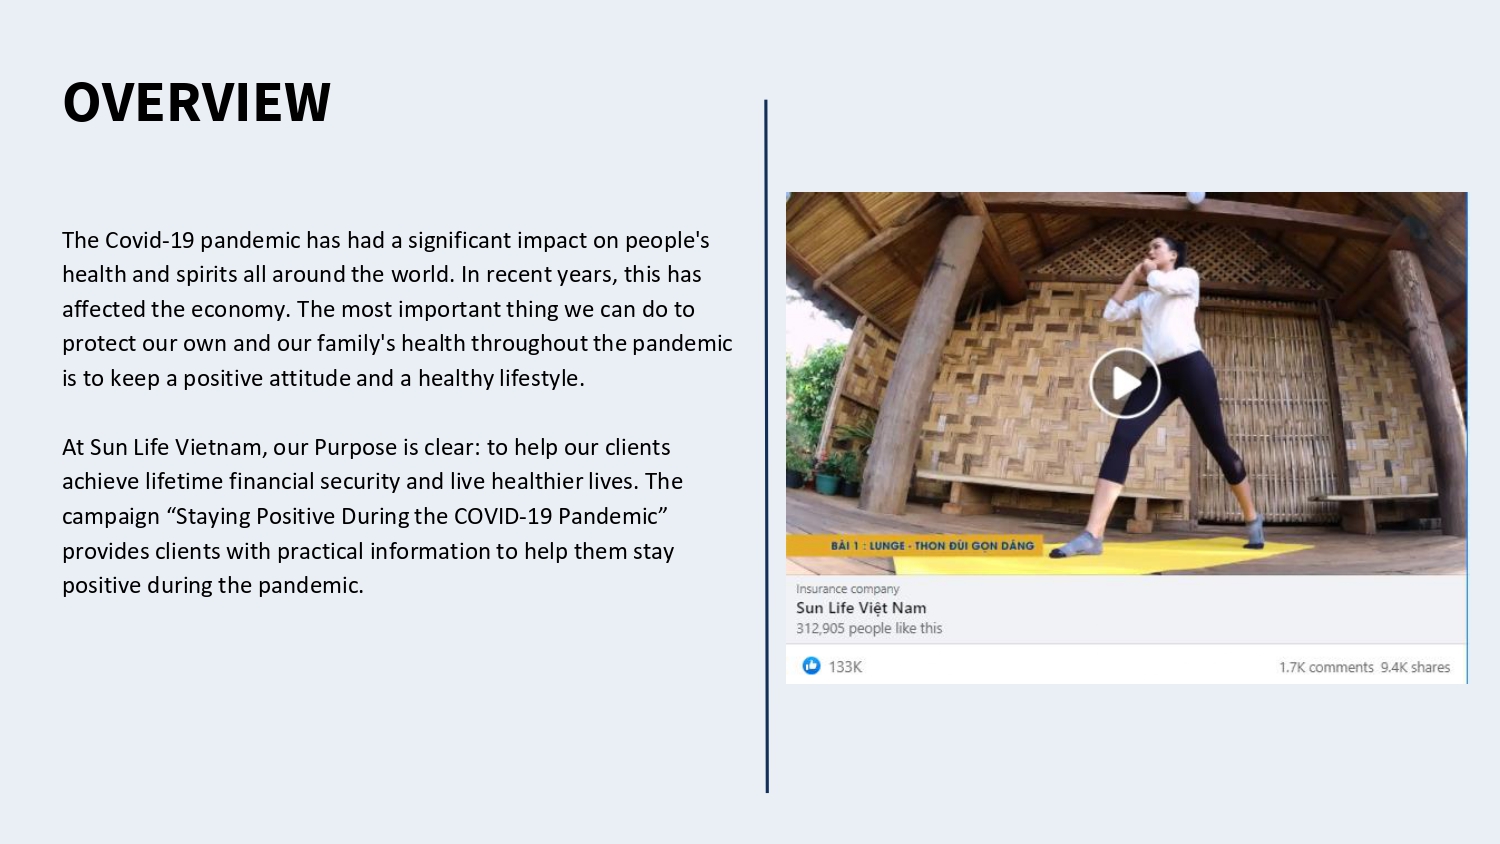 OVERVIEW
The Covid-19 pandemic has had a significant impact on people's
health and spirits all around the world. In recent years, this has
affected the economy. The most important thing we can do to
protect our own and our family's health throughout the pandemic
is to keep a positive attitude and a healthy lifestyle.
At Sun Life Vietnam, our Purpose is clear: to help our clients
achieve lifetime financial security and live healthier lives. The
campaign “Staying Positive During the COVID-19 Pandemic”
provides clients with practical information to help them stay
positive during the pandemic.
BÀI 1 : LUNGE - THON ĐÙI GỌN DÁNG
Insurance company
Sun Life Việt Nam
312,905 people like this
133K
1.7K comments 9.4K shares